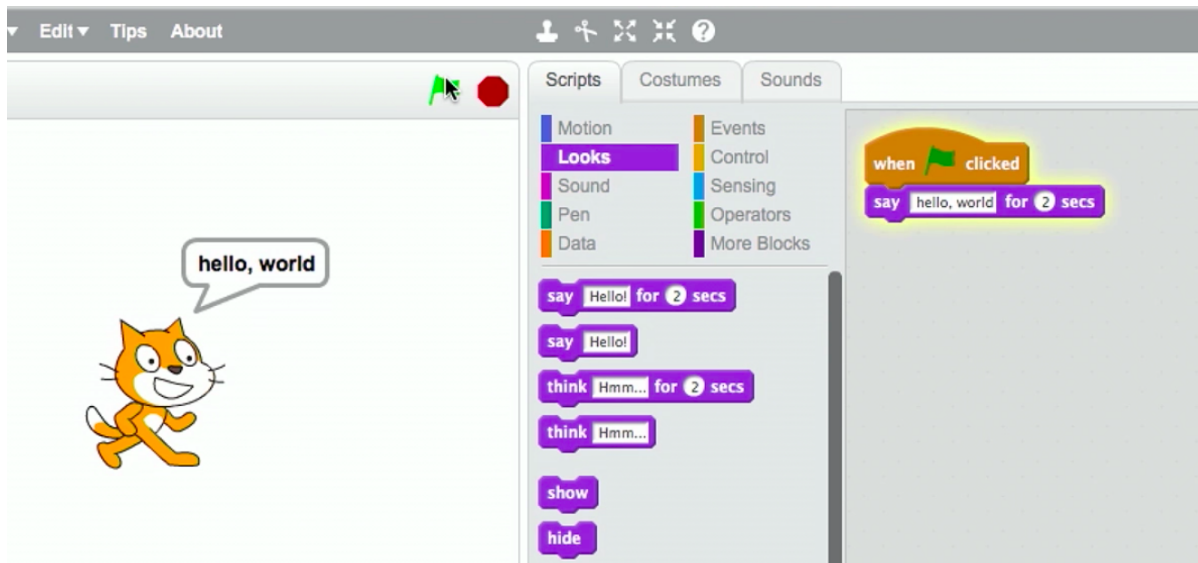 Edit Tips About
Scripts Costumes Sounds
Motion Events
Looks Control
Sound Sensing
Pen Operators
Data More Blocks
say Hello! for 2 secs
say Hello!
think Hmm... for 2 secs
think Hmm...
show
hide
when clicked
say hello, world for 2 secs
hello, world